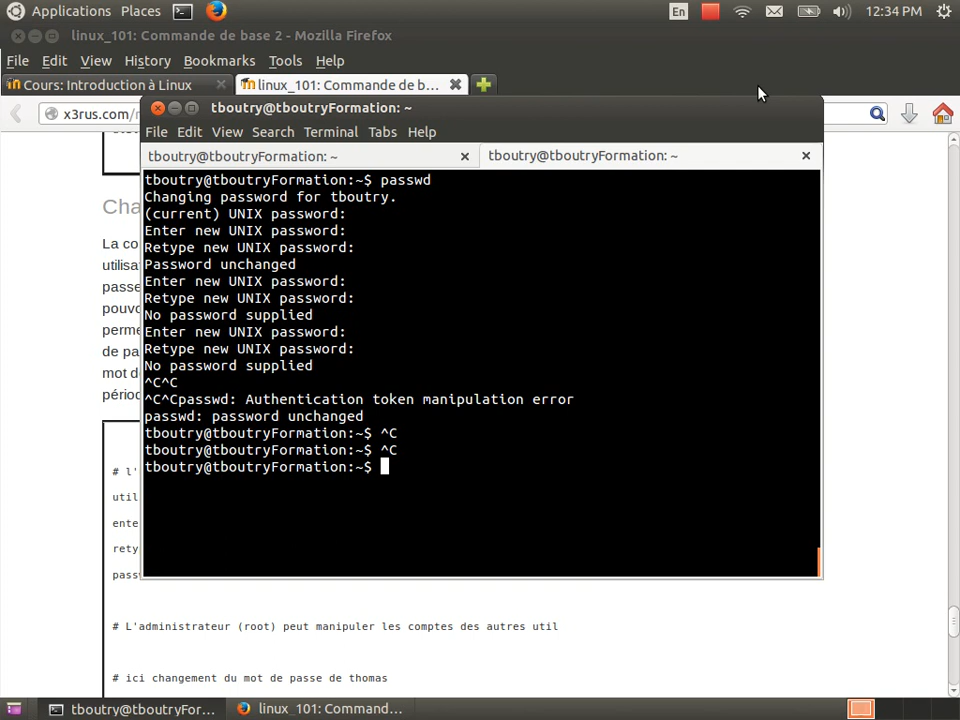 Applications Places En 12:34 PM
linux_101: Commande de base 2 - Mozilla Firefox
File Edit View History Bookmarks Tools Help
Cours: Introduction à Linux linux_101: Commande de b...
x3rus.com/
tboutry@tboutryFormation: ~
File Edit View Search Terminal Tabs Help
tboutry@tboutryFormation: ~ tboutry@tboutryFormation: ~
tboutry@tboutryFormation:~$ passwd
Changing password for tboutry.
(current) UNIX password:
Enter new UNIX password:
Retype new UNIX password:
Password unchanged
Enter new UNIX password:
Retype new UNIX password:
No password supplied
Enter new UNIX password:
Retype new UNIX password:
No password supplied
^C^C
^C^Cpasswd: Authentication token manipulation error
passwd: password unchanged
tboutry@tboutryFormation:~$ ^C
tboutry@tboutryFormation:~$ ^C
tboutry@tboutryFormation:~$
Cha
La co
utilisa
passe
pouvo
perme
de pa
mot d
périod
# l'
util
ente
rety
pass
# L'administrateur (root) peut manipuler les comptes des autres util
# ici changement du mot de passe de thomas
tboutry@tboutryFor... linux_101: Command...